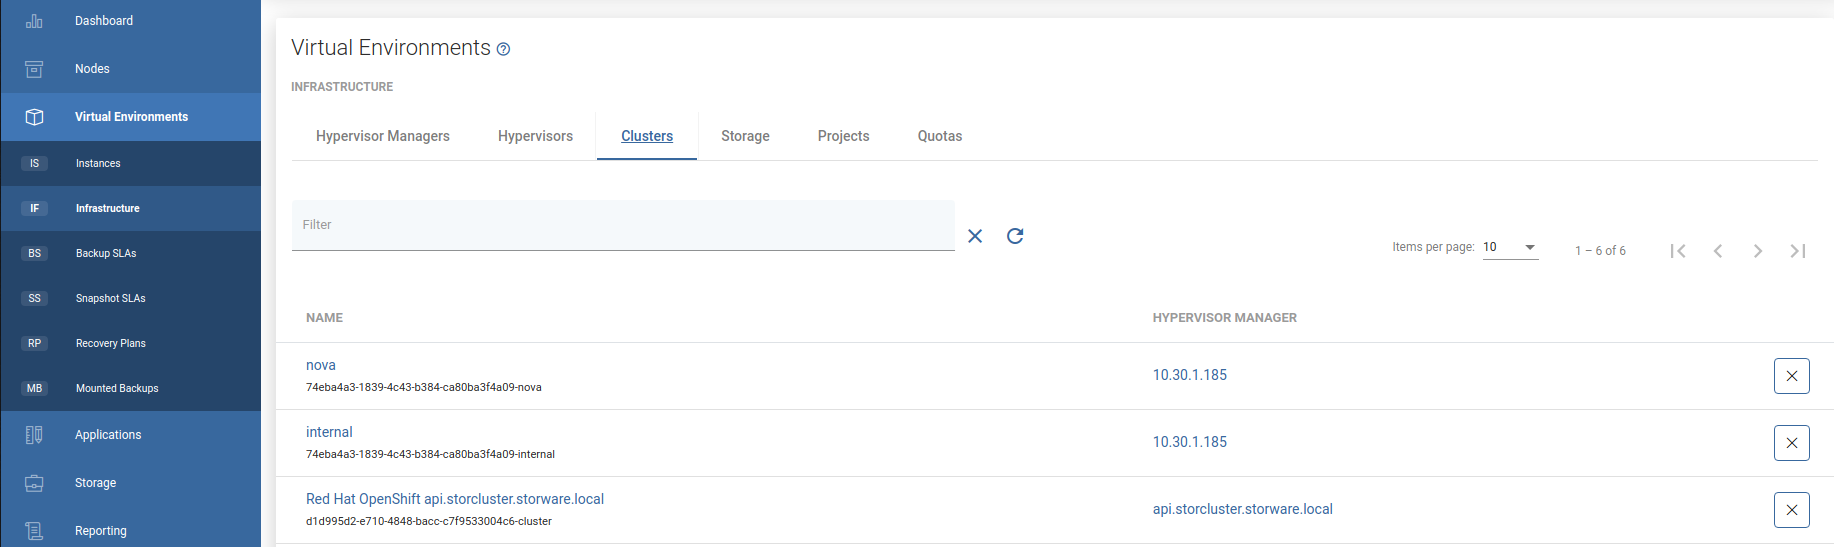 Dashboard
Nodes
Virtual Environments
IS Instances
IF Infrastructure
BS Backup SLAs
SS Snapshot SLAs
RP Recovery Plans
MB Mounted Backups
Applications
Storage
Reporting
Virtual Environments
INFRASTRUCTURE
Hypervisor Managers Hypervisors Clusters Storage Projects Quotas
Filter
Items per page: 10 1 – 6 of 6
NAME HYPERVISOR MANAGER
nova
74eba4a3-1839-4c43-b384-ca80ba3f4a09-nova
10.30.1.185
internal
74eba4a3-1839-4c43-b384-ca80ba3f4a09-internal
10.30.1.185
Red Hat OpenShift api.storcluster.storware.local
d1d995d2-e710-4848-bacc-c7f9533004c6-cluster
api.storcluster.storware.local